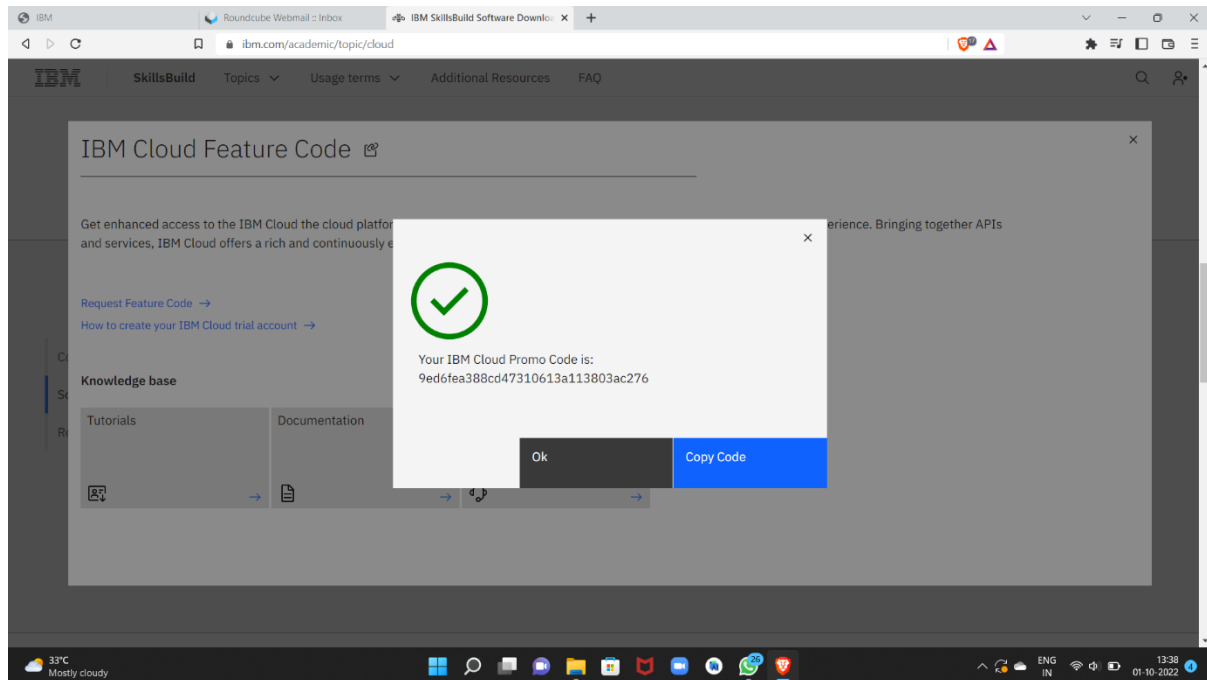 IBM
Roundcube Webmail :: Inbox
IBM SkillsBuild Software Downlo
ibm.com/academic/topic/cloud
IBM
SkillsBuild
Topics
Usage terms
Additional Resources
FAQ
IBM Cloud Feature Code
Get enhanced access to the IBM Cloud the cloud platfor
erience. Bringing together APIs
and services, IBM Cloud offers a rich and continuously e
Request Feature Code →
How to create your IBM Cloud trial account →
Knowledge base
Tutorials
Documentation
Your IBM Cloud Promo Code is:
9ed6fea388cd47310613a113803ac276
Ok
Copy Code
33°C
Mostly cloudy
26
ENG
IN
13:38
01-10-2022
4